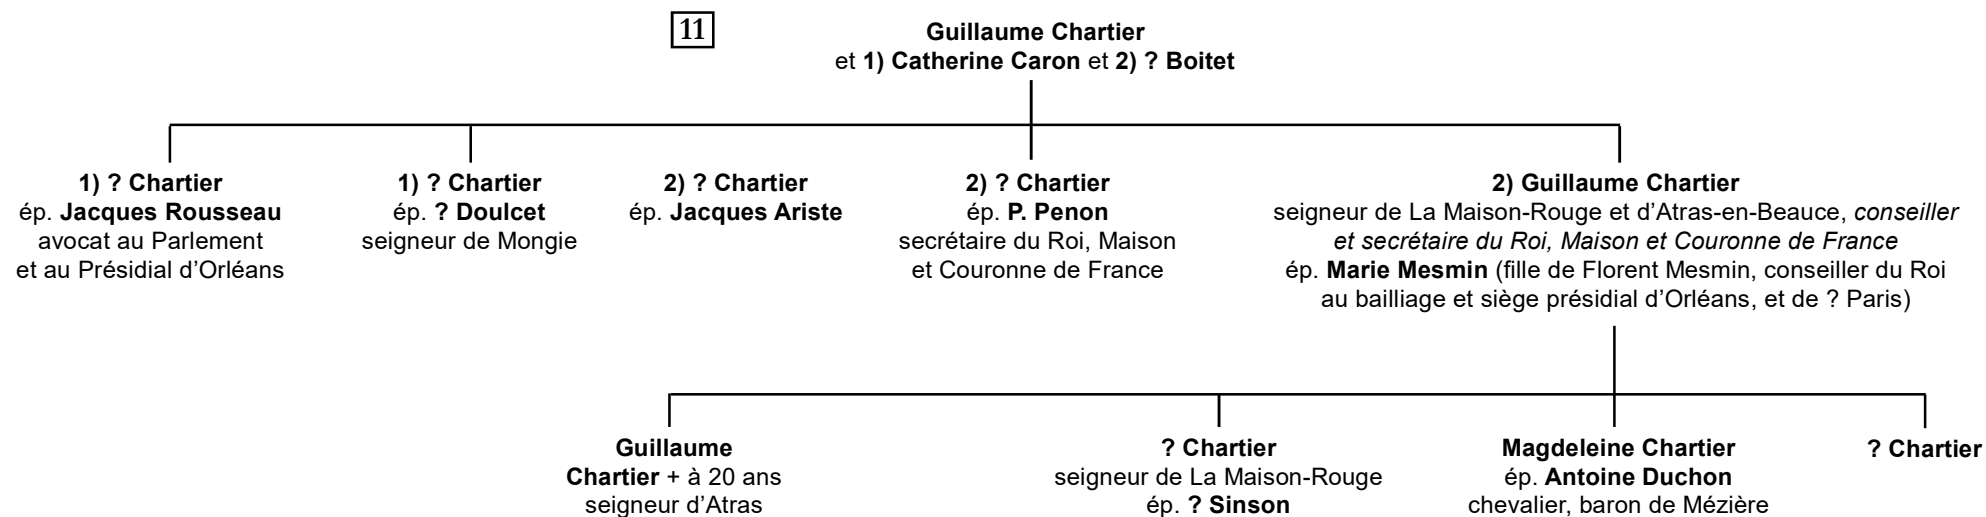 11
Guillaume Chartier
et 1) Catherine Caron et 2) ? Boitet
1) ? Chartier
ép. Jacques Rousseau
avocat au Parlement
et au Présidial d’Orléans
1) ? Chartier
ép. ? Doulcet
seigneur de Mongie
2) ? Chartier
ép. Jacques Ariste
2) ? Chartier
ép. P. Penon
secrétaire du Roi, Maison
et Couronne de France
2) Guillaume Chartier
seigneur de La Maison-Rouge et d’Atras-en-Beauce, conseiller
et secrétaire du Roi, Maison et Couronne de France
ép. Marie Mesmin (fille de Florent Mesmin, conseiller du Roi
au bailliage et siège présidial d’Orléans, et de ? Paris)
Guillaume
Chartier + à 20 ans
seigneur d’Atras
? Chartier
seigneur de La Maison-Rouge
ép. ? Sinson
Magdeleine Chartier
ép. Antoine Duchon
chevalier, baron de Mézière
? Chartier